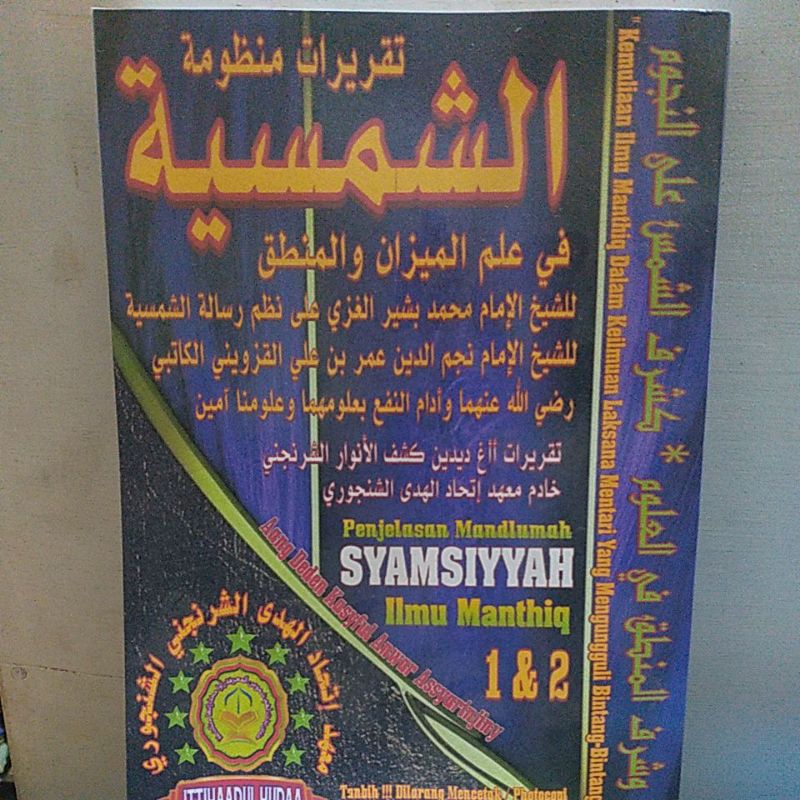 تقريرات منظومة
الشمسية
في علم الميزان والمنطق
للشيخ الإمام محمد بشير الغزي على نظم رسالة الشمسية
للشيخ الإمام نجم الدين عمر بن علي القزويني الكاتبي
رضي الله عنهما وأدام النفع بعلومهما وعلومنا آمين
تقريرات أاغ ديدين كشف الأنوار الشرنجني
خادم معهد إتحاد الهدى الشنجوري
Penjelasan Mandlumah
SYAMSIYYAH
Ilmu Manthiq
1 & 2
Aang Deden Kosyful Anwar Assyarinjiny
معهد إتحاد الهدى الشرنجني الشنجوري
ITTIHAADUL HUDAA
Tanbih !!! Dilarang Mencetak / Photocopi
وشرف المنطق في العلوم * كشرف الشمس على النجوم
"Kemuliaan Ilmu Manthiq Dalam Keilmuan Laksana Mentari Yang Mengungguli Bintang-Bintang